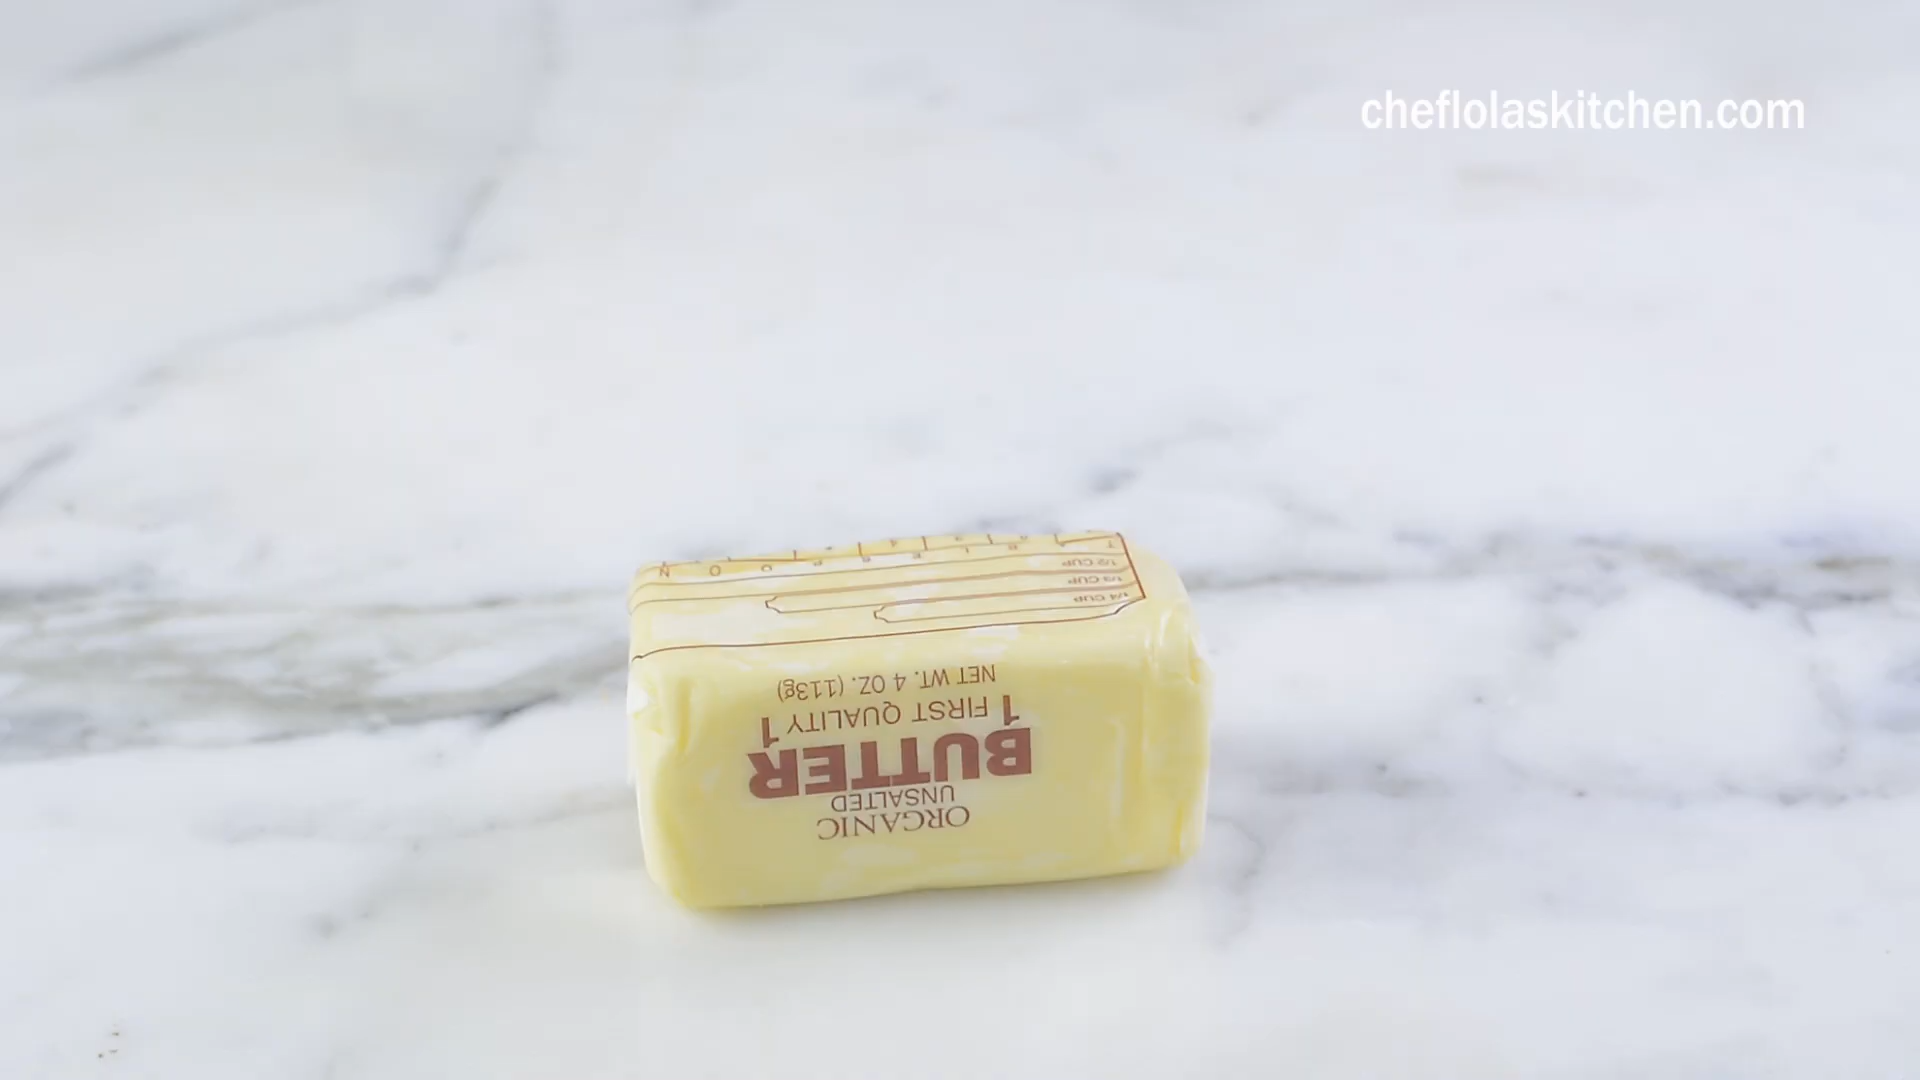 cheflolaskitchen.com
ORGANIC
UNSALTED
BUTTER
1 FIRST QUALITY 1
NET WT. 4 OZ. (113g)
1/4 CUP
1/3 CUP
1/2 CUP